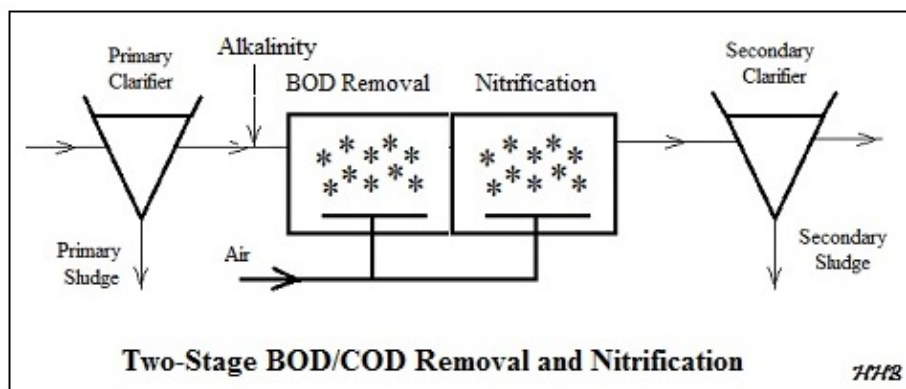 Primary
Clarifier
Alkalinity
Secondary
Clarifier
BOD Removal
Nitrification
Primary
Sludge
Air
Secondary
Sludge
Two-Stage BOD/COD Removal and Nitrification
HHB